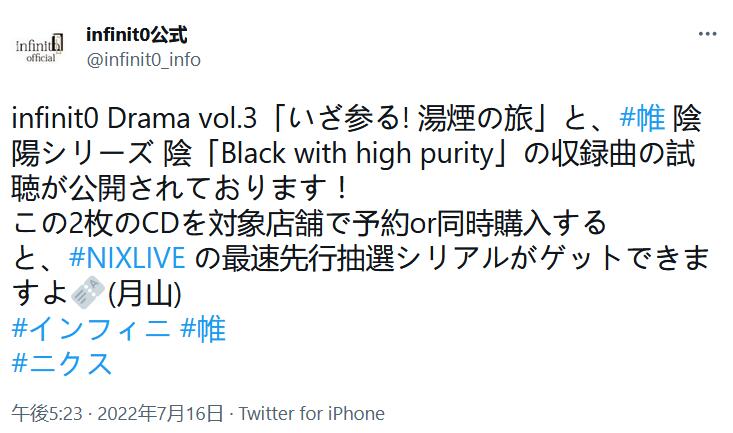 infinit0
official
infinit0公式
@infinit0_info
infinit0 Drama vol.3「いざ参る! 湯煙の旅」と、#帷 陰
陽シリーズ 陰「Black with high purity」の収録曲の試
聴が公開されております！
この2枚のCDを対象店舗で予約or同時購入する
と、#NIXLIVE の最速先行抽選シリアルがゲットできま
すよ🎟(月山)
#インフィニ #帷
#ニクス
午後5:23 · 2022年7月16日 · Twitter for iPhone